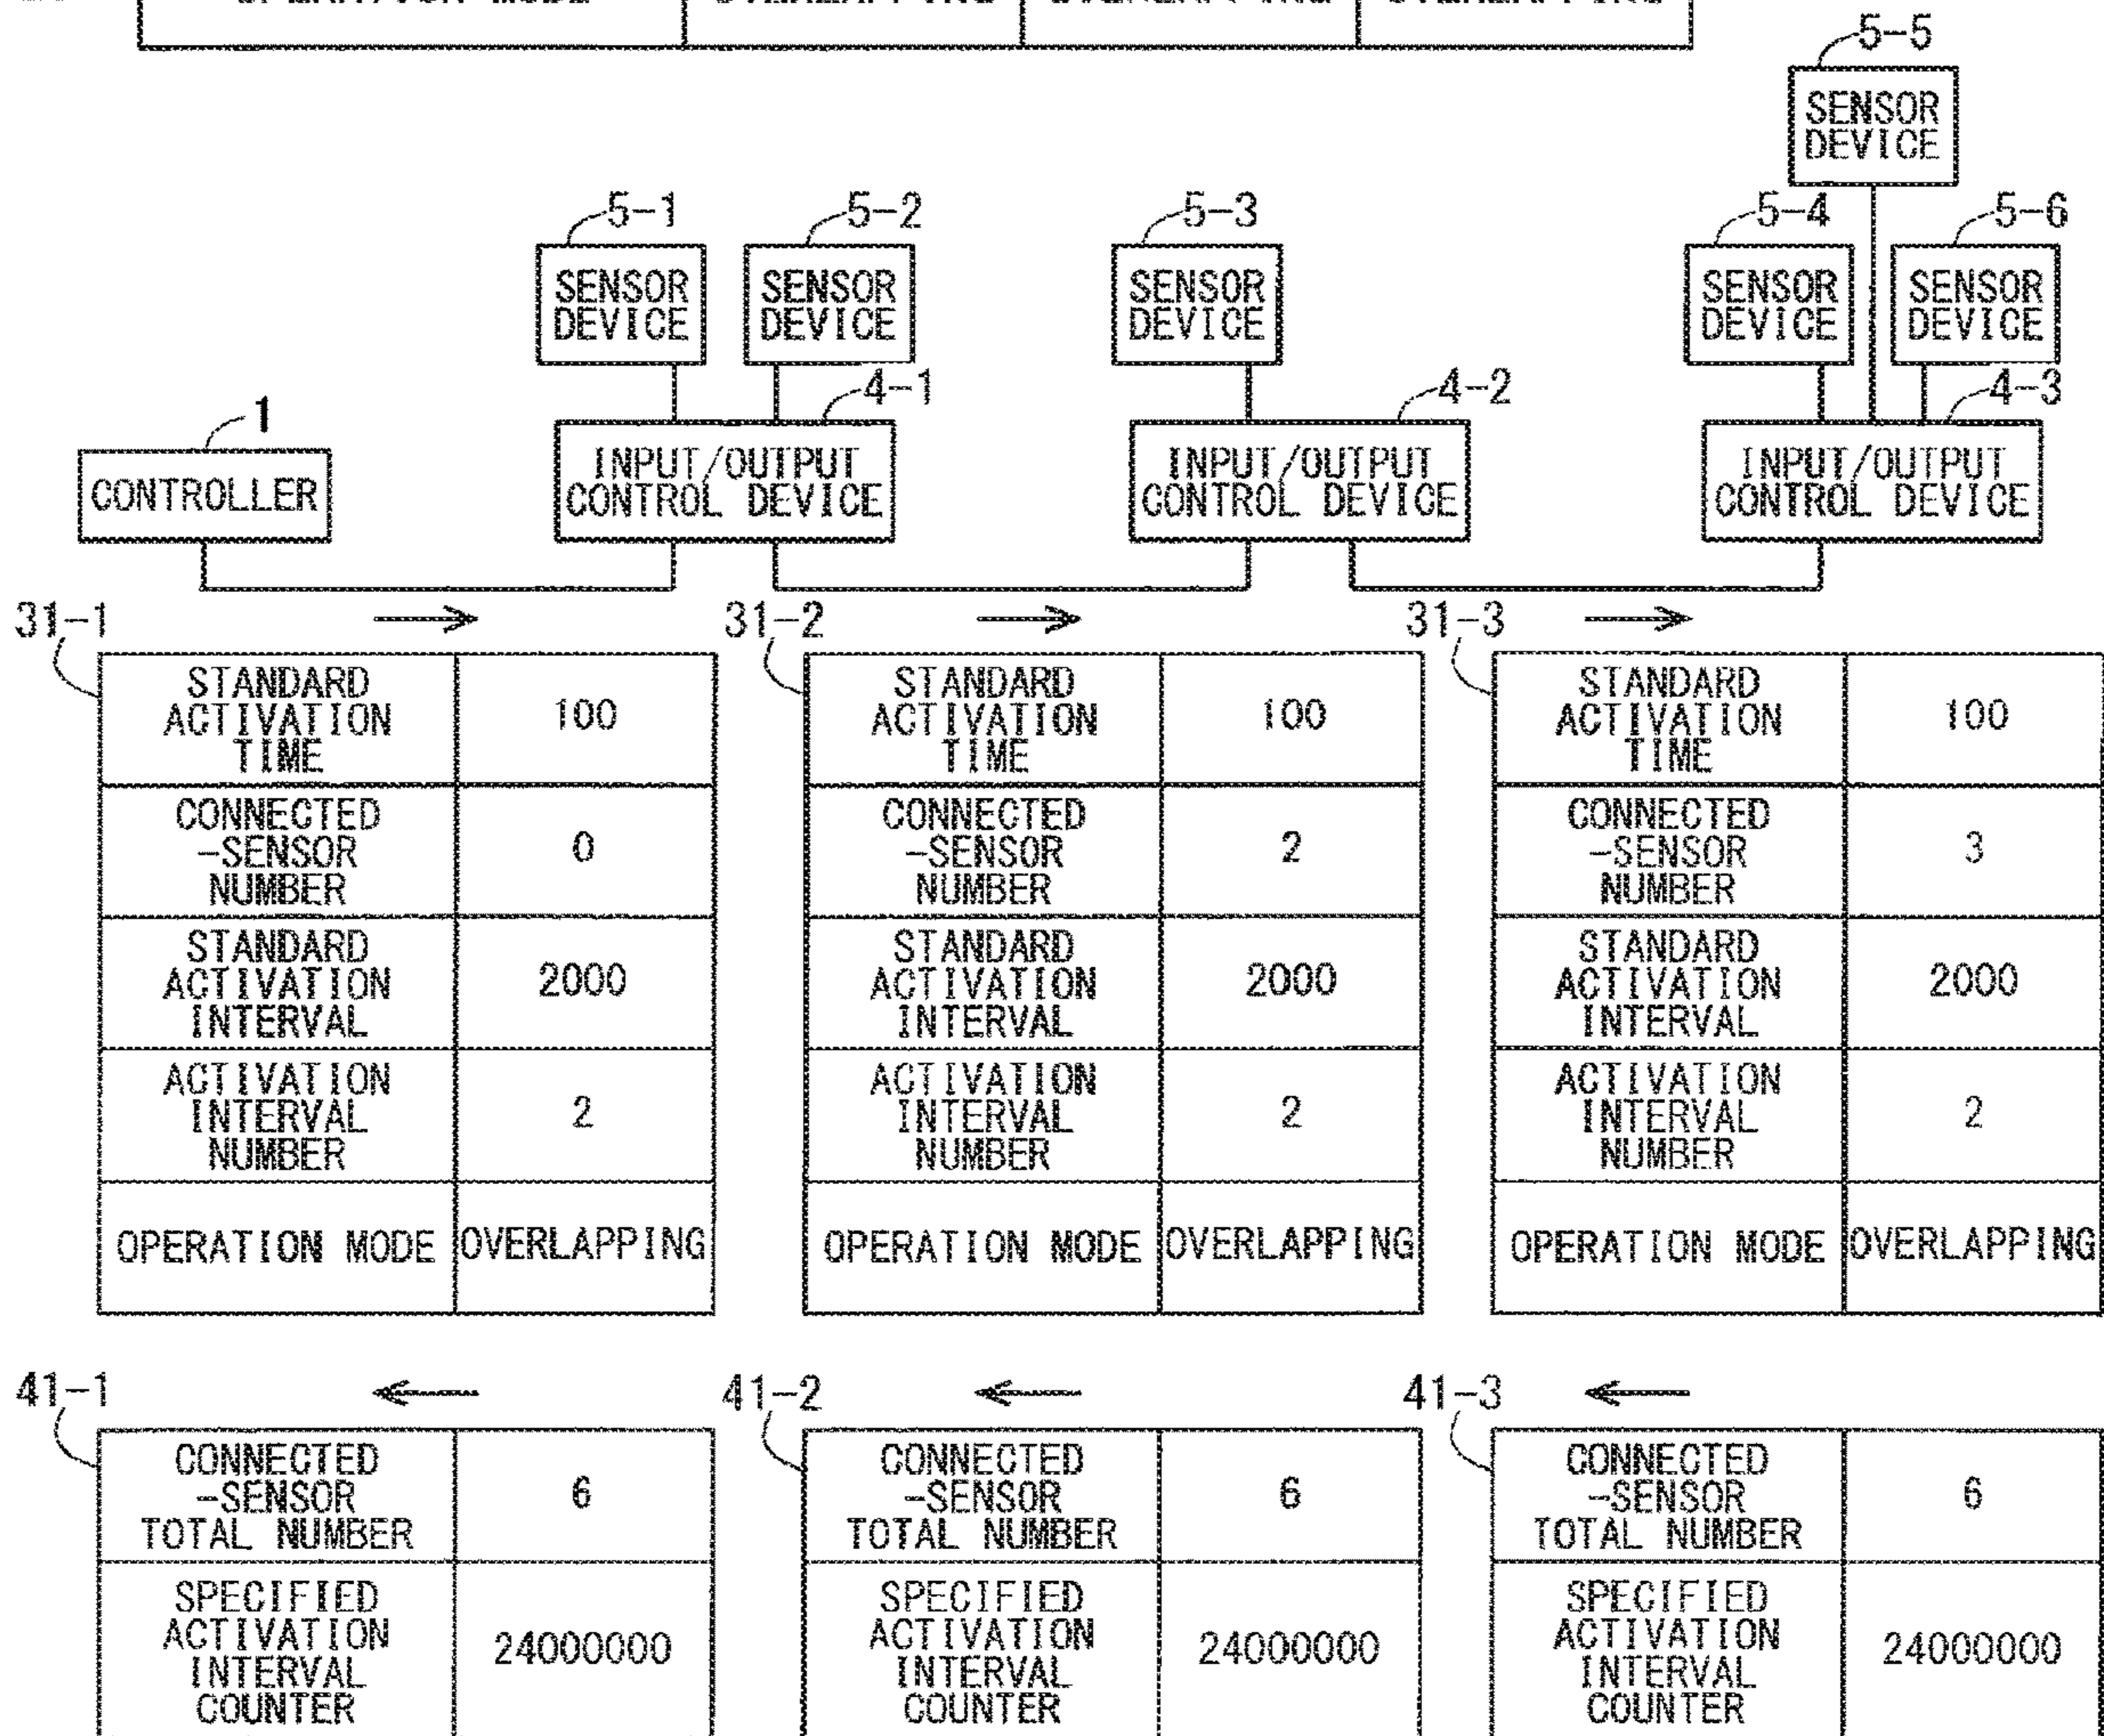 5-5
SENSOR
DEVICE
5-1
5-2
5-3
5-4
5-6
SENSOR
DEVICE
SENSOR
DEVICE
SENSOR
DEVICE
SENSOR
DEVICE
SENSOR
DEVICE
1
4-1
4-2
4-3
CONTROLLER
INPUT/OUTPUT
CONTROL DEVICE
INPUT/OUTPUT
CONTROL DEVICE
INPUT/OUTPUT
CONTROL DEVICE
31-1
STANDARD
ACTIVATION
TIME
100
CONNECTED
-SENSOR
NUMBER
0
STANDARD
ACTIVATION
INTERVAL
2000
ACTIVATION
INTERVAL
NUMBER
2
OPERATION MODE
OVERLAPPING
31-2
STANDARD
ACTIVATION
TIME
100
CONNECTED
-SENSOR
NUMBER
2
STANDARD
ACTIVATION
INTERVAL
2000
ACTIVATION
INTERVAL
NUMBER
2
OPERATION MODE
OVERLAPPING
31-3
STANDARD
ACTIVATION
TIME
100
CONNECTED
-SENSOR
NUMBER
3
STANDARD
ACTIVATION
INTERVAL
2000
ACTIVATION
INTERVAL
NUMBER
2
OPERATION MODE
OVERLAPPING
41-1
CONNECTED
-SENSOR
TOTAL NUMBER
6
SPECIFIED
ACTIVATION
INTERVAL
COUNTER
24000000
41-2
CONNECTED
-SENSOR
TOTAL NUMBER
6
SPECIFIED
ACTIVATION
INTERVAL
COUNTER
24000000
41-3
CONNECTED
-SENSOR
TOTAL NUMBER
6
SPECIFIED
ACTIVATION
INTERVAL
COUNTER
24000000